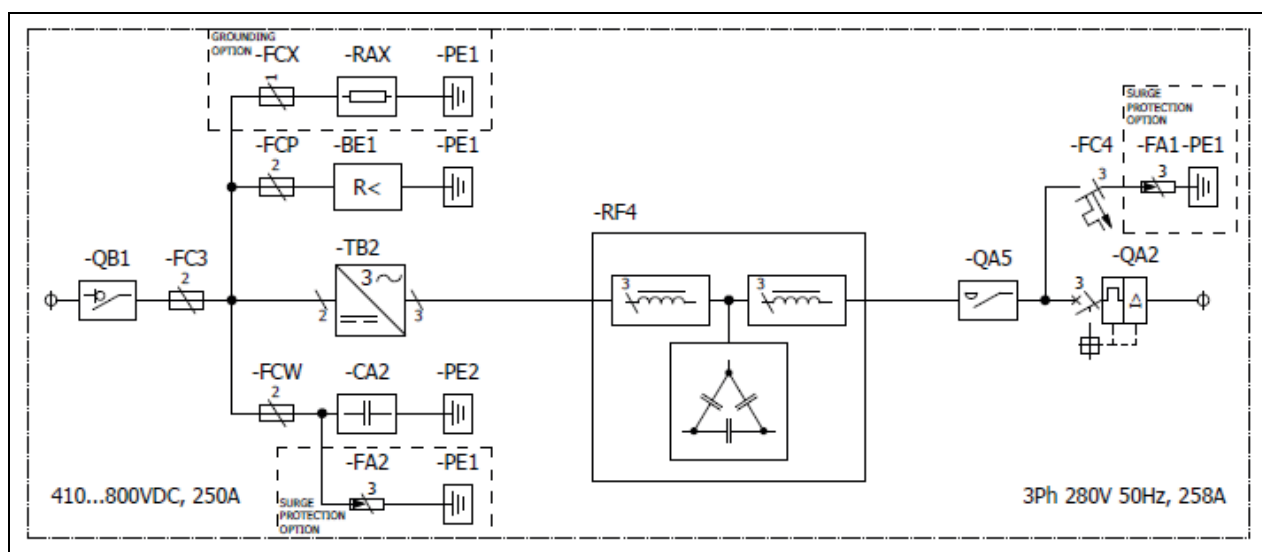 GROUNDING
OPTION
-FCX -RAX -PE1
1
-FCP -BE1 -PE1
2
R<
SURGE
PROTECTION
OPTION
-FC4 -FA1 -PE1
3 3
-RF4
-QB1 -FC3 -TB2 -QA5 -QA2
2 3 3 3 3
2 3
I>
-FCW -CA2 -PE2
2
-FA2 -PE1
3
SURGE
PROTECTION
OPTION
410...800VDC, 250A
3Ph 280V 50Hz, 258A